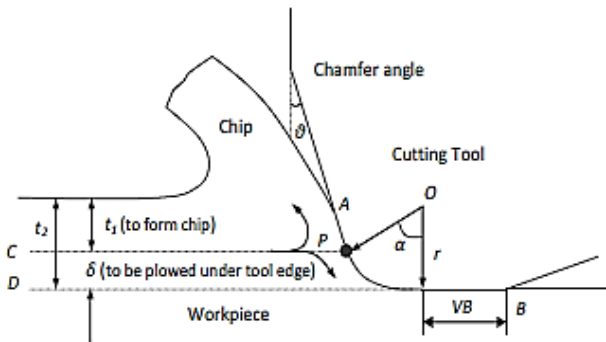 Chamfer angle
Chip
ϑ
Cutting Tool
A
O
t₂
t₁ (to form chip)
P
α
r
C
δ (to be plowed under tool edge)
D
Workpiece
VB
B